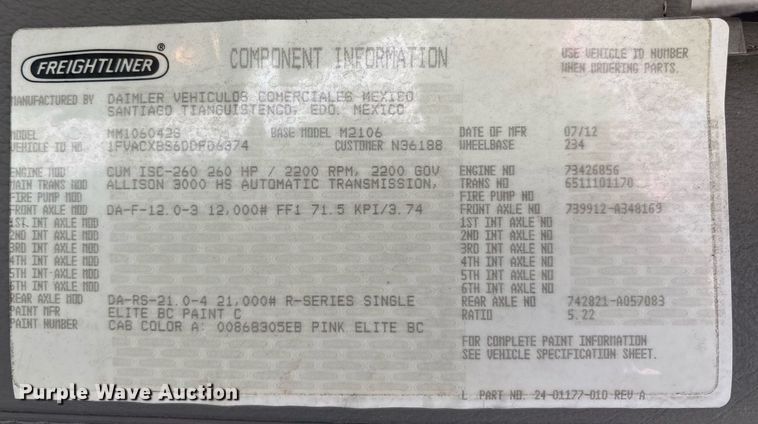 FREIGHTLINER ®
COMPONENT INFORMATION
USE VEHICLE ID NUMBER
WHEN ORDERING PARTS.
MANUFACTURED BY DAIMLER VEHICULOS COMERCIALES MEXICO
SANTIAGO TIANGUISTENCO, EDO. MEXICO
MODEL MM106042S BASE MODEL M2106 DATE OF MFR 07/12
VEHICLE ID NO. CUSTOMER N36188 WHEELBASE 234
ENGINE MOD CUM ISC-260 260 HP / 2200 RPM, 2200 GOV ENGINE NO 73426856
MAIN TRANS MOD ALLISON 3000 HS AUTOMATIC TRANSMISSION, TRANS NO 6511101170
FIRE PUMP MOD FIRE PUMP NO
FRONT AXLE MOD DA-F-12.0-3 12,000# FF1 71.5 KPI/3.74 FRONT AXLE NO 739912-A348169
1ST INT AXLE MOD 1ST INT AXLE NO
2ND INT AXLE MOD 2ND INT AXLE NO
3RD INT AXLE MOD 3RD INT AXLE NO
4TH INT AXLE MOD 4TH INT AXLE NO
5TH INT AXLE MOD 5TH INT AXLE NO
6TH INT AXLE MOD 6TH INT AXLE NO
REAR AXLE MOD DA-RS-21.0-4 21,000# R-SERIES SINGLE REAR AXLE NO 742821-A057083
PAINT MFR ELITE BC PAINT C RATIO 5.22
PAINT NUMBER CAB COLOR A: 00868305EB PINK ELITE BC
FOR COMPLETE PAINT INFORMATION
SEE VEHICLE SPECIFICATION SHEET.
PART NO. 24-01177-010 REV A
Purple Wave Auction